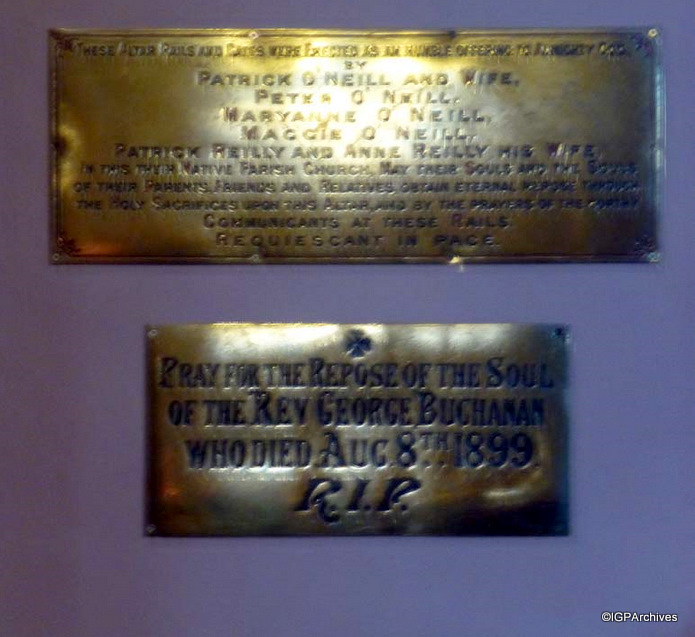 These Altar Rails and Gates were Erected as an humble offering to Almighty God,
by
Patrick O'Neill and Wife,
Peter O'Neill,
Maryanne O'Neill,
Maggie O'Neill,
Patrick Reilly and Anne Reilly his Wife,
In this their Native Parish Church, May their Souls and the Souls
of their Parents, Friends and Relatives, obtain eternal repose through
the Holy Sacrifices upon this Altar, and by the prayers of the worthy
Communicants at these Rails.
Requiescant in pace.
Pray for the Repose of the Soul
of the Rev George Buchanan
who died Aug. 8th. 1899.
R.I.P.
©IGPArchives